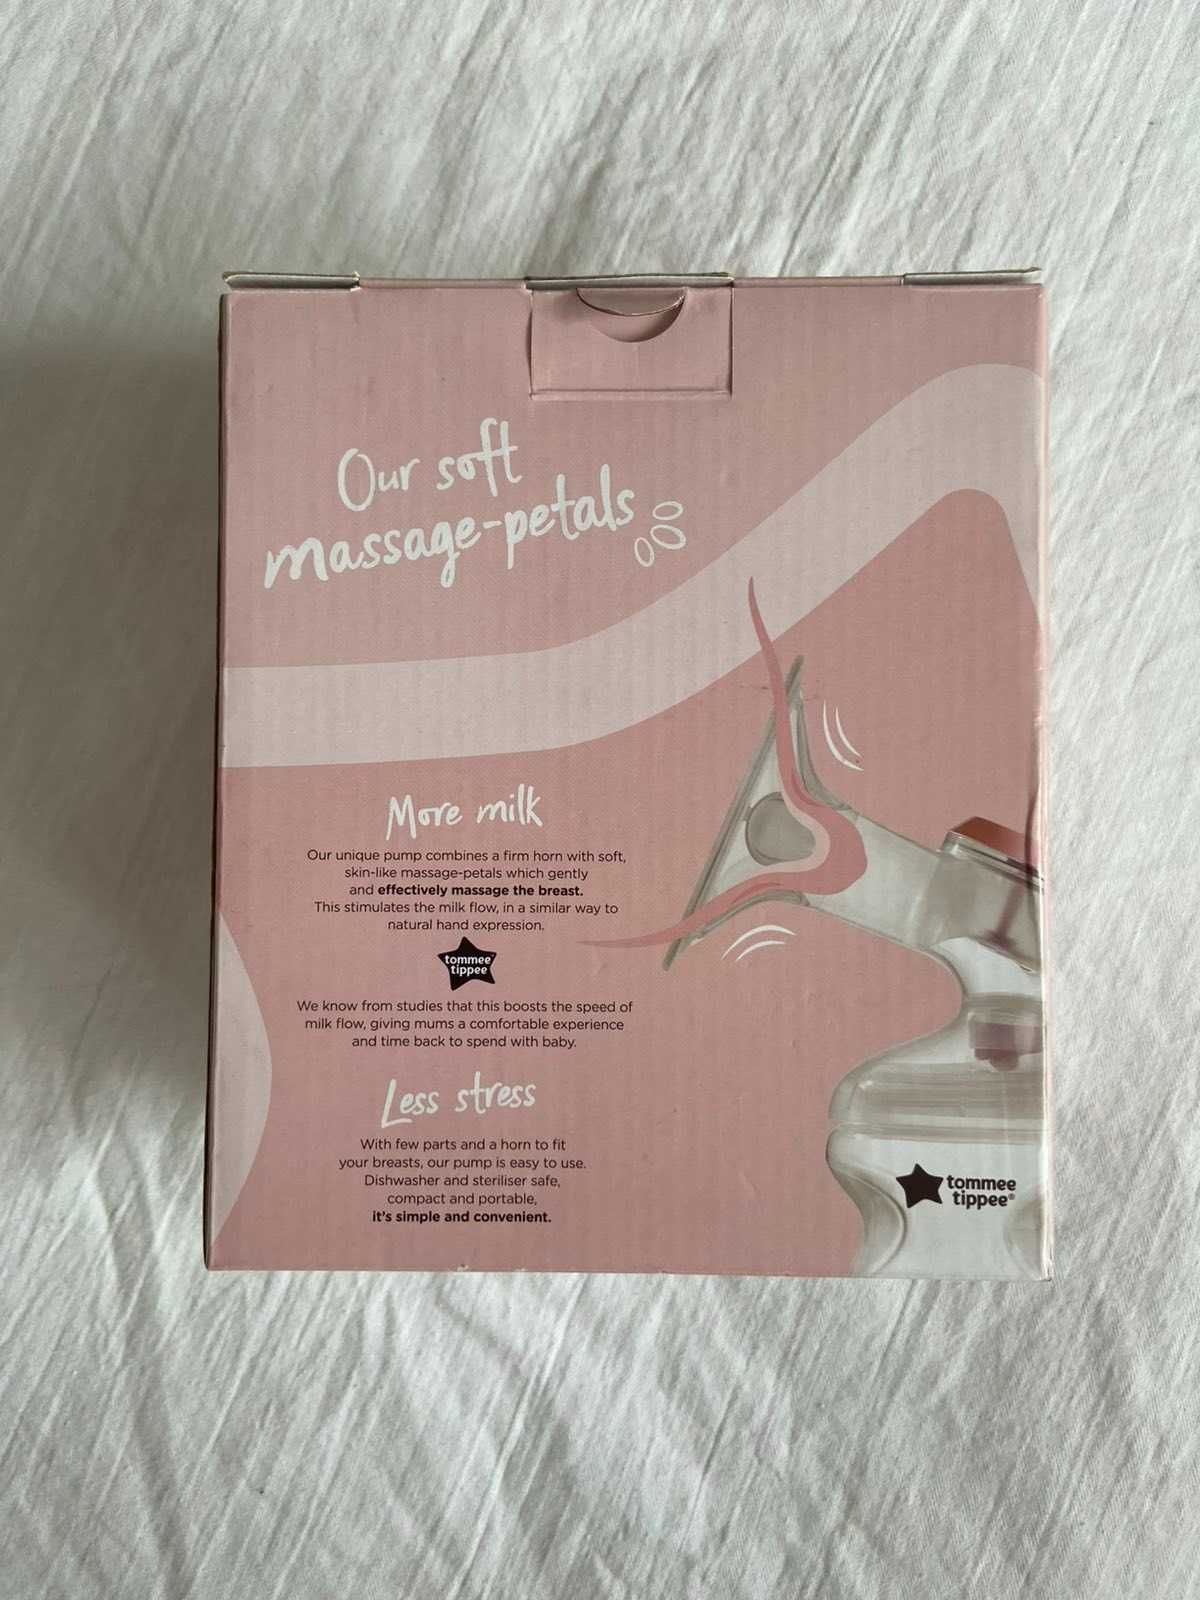 Our soft
massage-petals
More milk
Our unique pump combines a firm horn with soft,
skin-like massage-petals which gently
and effectively massage the breast.
This stimulates the milk flow, in a similar way to
natural hand expression.
tommee
tippee
We know from studies that this boosts the speed of
milk flow, giving mums a comfortable experience
and time back to spend with baby.
Less stress
With few parts and a horn to fit
your breasts, our pump is easy to use.
Dishwasher and steriliser safe,
compact and portable,
it's simple and convenient.
tommee
tippee®